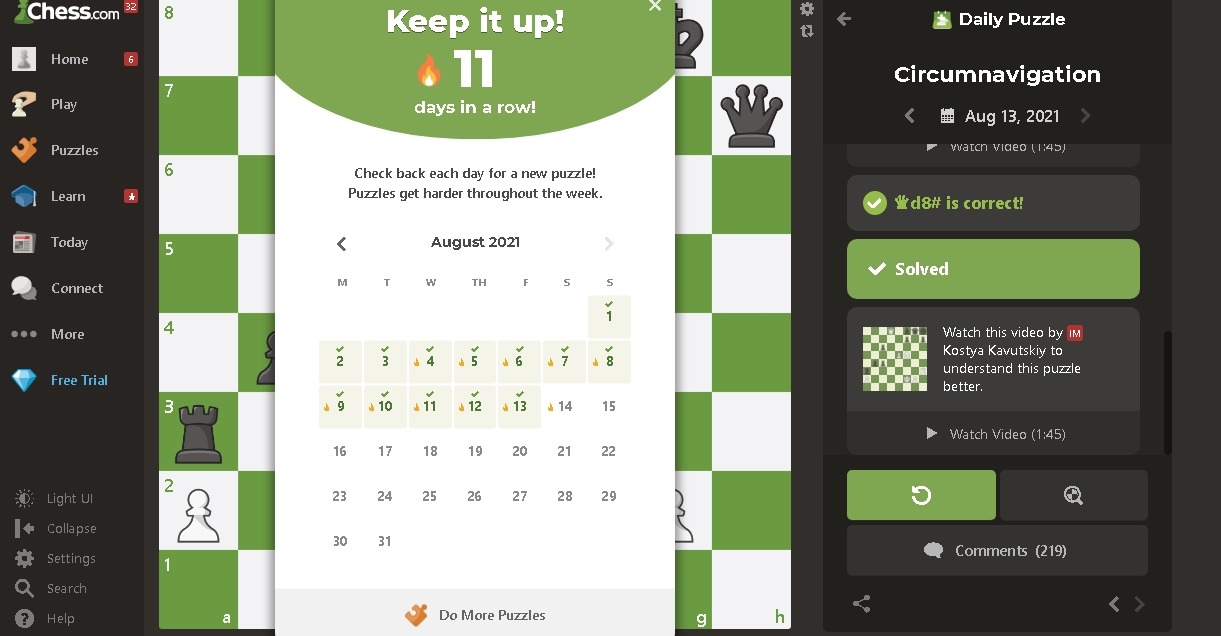 Chess.com 32
Home 6
Play
Puzzles
Learn
Today
Connect
More
Free Trial
Light UI
Collapse
Settings
Search
Help
8
7
6
5
4
3
2
1
a
g
h
Keep it up!
11
days in a row!
Check back each day for a new puzzle!
Puzzles get harder throughout the week.
August 2021
M T W TH F S S
1
2 3 4 5 6 7 8
9 10 11 12 13 14 15
16 17 18 19 20 21 22
23 24 25 26 27 28 29
30 31
Do More Puzzles
Daily Puzzle
Circumnavigation
Aug 13, 2021
Watch Video (1:45)
♛d8# is correct!
Solved
Watch this video by IM
Kostya Kavutskiy to
understand this puzzle
better.
Watch Video (1:45)
Comments (219)